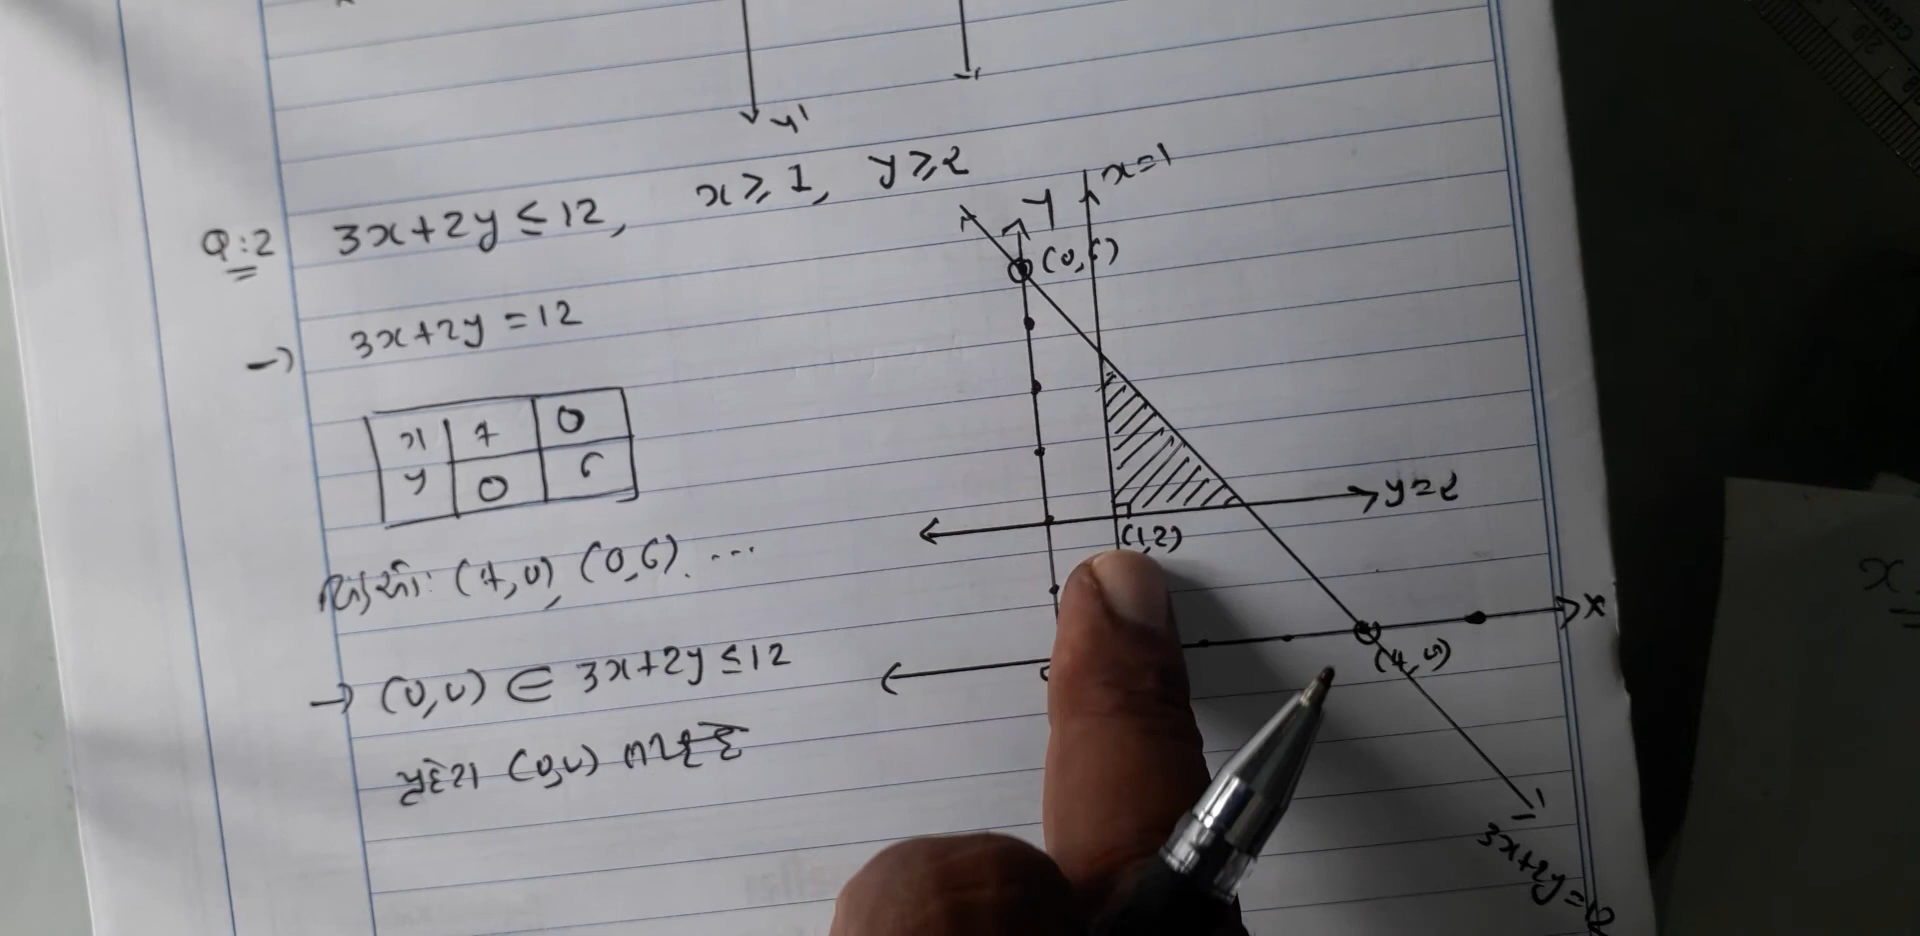 y'
Q:2 3x+2y ≤ 12, x ≥ 1, y ≥ 2
→ 3x+2y = 12
x 4 0
y 0 6
(4,0), (0,6), ...
→ (0,0) ∈ 3x+2y ≤ 12
(0,0) તરફ
x=1
y
(0,6)
y=2
(1,2)
x
(4,0)
3x+2y=12
x